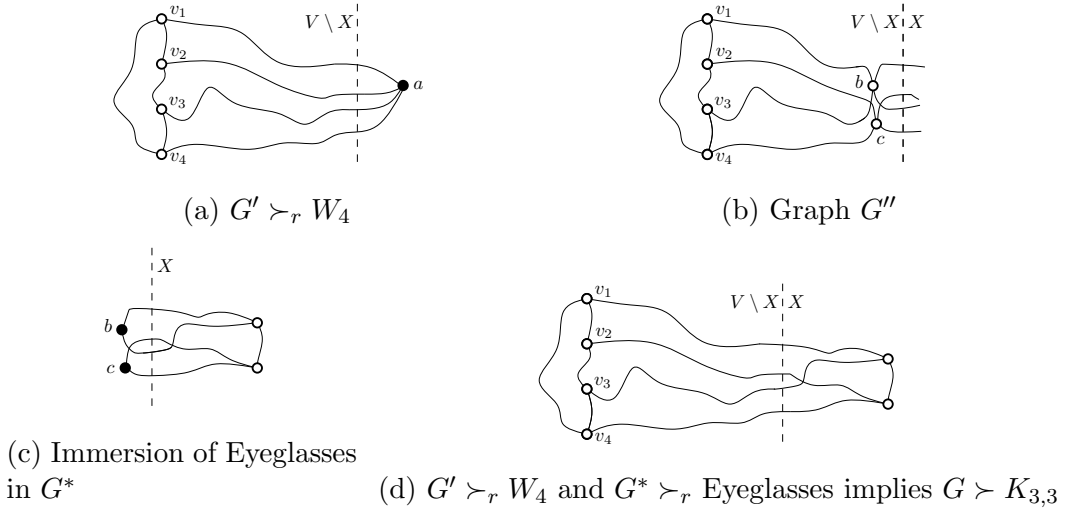 v₁
V \ X
v₂
a
v₃
v₄
(a) G′ ≻ᵣ W₄
v₁
V \ X
v₂
b
v₃
c
v₄
(b) Graph G′′
X
b
c
(c) Immersion of Eyeglasses
in G*
v₁
V \ X X
v₂
v₃
v₄
(d) G′ ≻ᵣ W₄ and G* ≻ᵣ Eyeglasses implies G ≻ K₃,₃